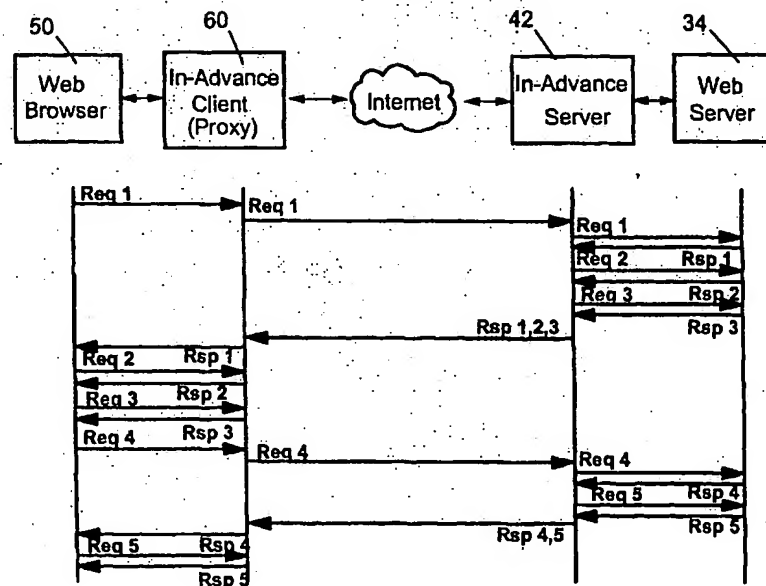 50
60
42
34
Web
Browser
In-Advance
Client
(Proxy)
Internet
In-Advance
Server
Web
Server
Req 1
Req 1
Req 1
Rsp 1
Req 2
Rsp 2
Req 3
Rsp 3
Rsp 1,2,3
Rsp 1
Req 2
Rsp 2
Req 3
Rsp 3
Req 4
Req 4
Req 4
Rsp 4
Req 5
Rsp 5
Rsp 4,5
Rsp 4
Req 5
Rsp 5